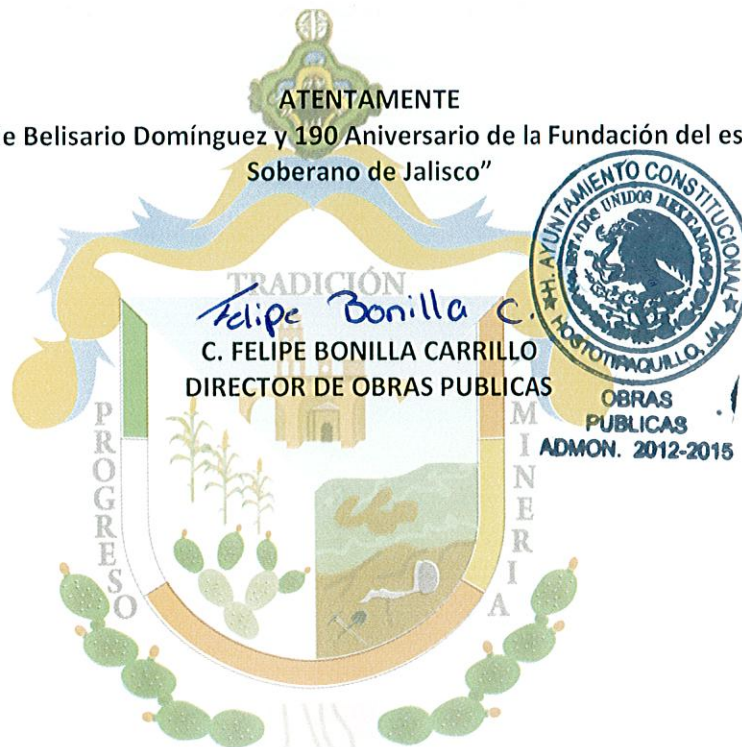 ATENTAMENTE
e Belisario Domínguez y 190 Aniversario de la Fundación del es
Soberano de Jalisco”
TRADICIÓN
Felipe Bonilla C.
C. FELIPE BONILLA CARRILLO
DIRECTOR DE OBRAS PUBLICAS
H. AYUNTAMIENTO CONSTITUCIONAL
ESTADOS UNIDOS MEXICANOS
HOSTOTIPAQUILLO, JAL.
OBRAS
PUBLICAS
ADMON. 2012-2015
PROGRESO
MINERIA